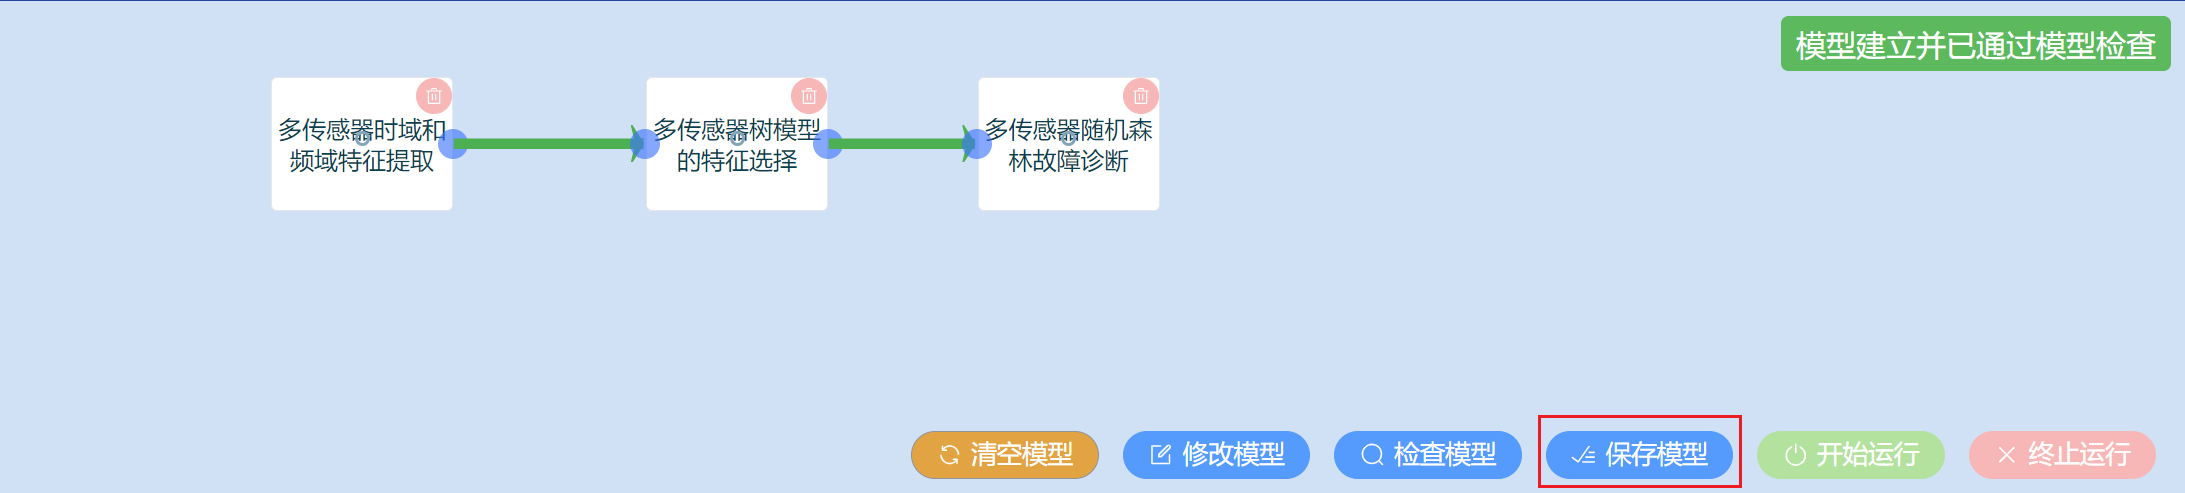 模型建立并已通过模型检查
多传感器时域和
频域特征提取
多传感器树模型
的特征选择
多传感器随机森
林故障诊断
清空模型
修改模型
检查模型
保存模型
开始运行
终止运行